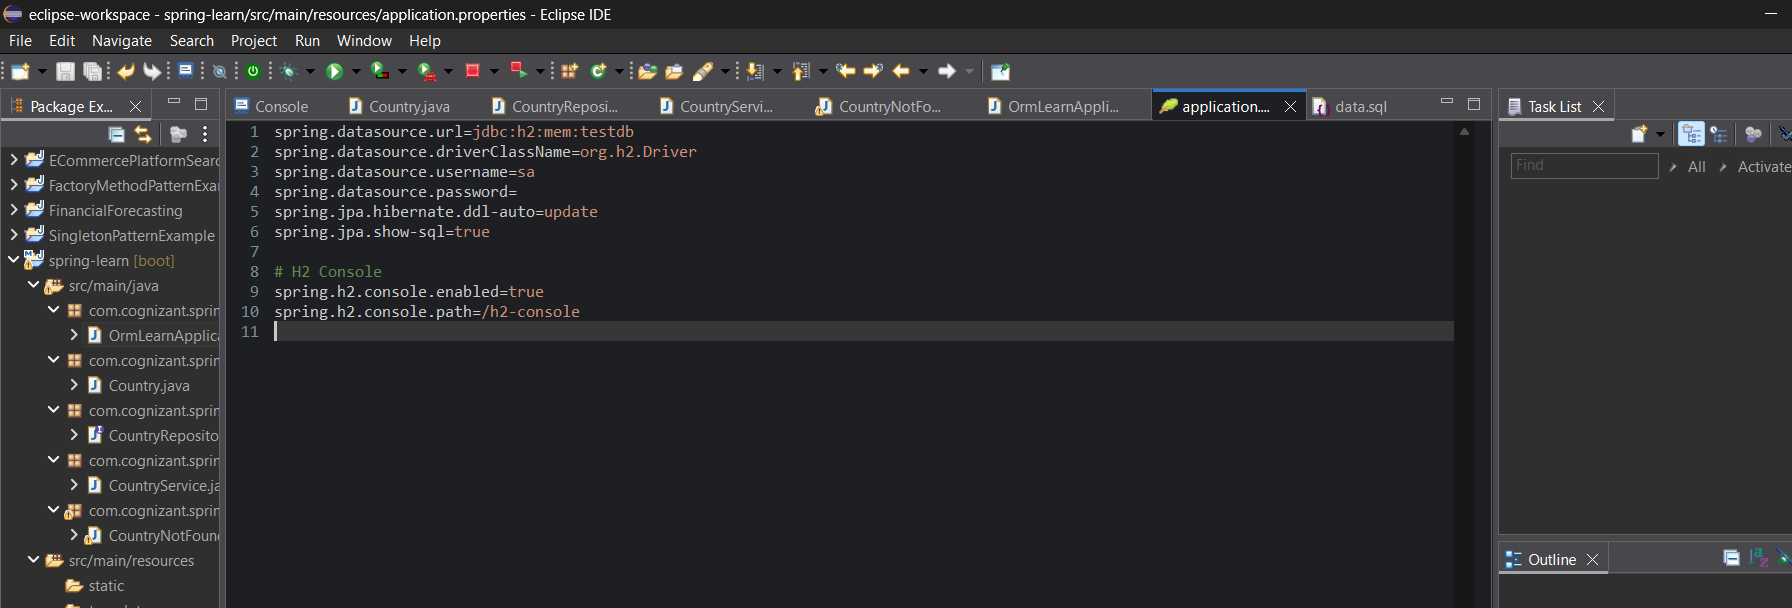 eclipse-workspace - spring-learn/src/main/resources/application.properties - Eclipse IDE
File Edit Navigate Search Project Run Window Help
Package Ex...
Console
Country.java
CountryReposi...
CountryServi...
CountryNotFo...
OrmLearnAppli...
application....
data.sql
Task List
ECommercePlatformSearc
FactoryMethodPatternExa
FinancialForecasting
SingletonPatternExample
spring-learn [boot]
src/main/java
com.cognizant.sprin
OrmLearnApplica
com.cognizant.sprin
Country.java
com.cognizant.sprin
CountryReposito
com.cognizant.sprin
CountryService.ja
com.cognizant.sprin
CountryNotFoun
src/main/resources
static
1 spring.datasource.url=jdbc:h2:mem:testdb
2 spring.datasource.driverClassName=org.h2.Driver
3 spring.datasource.username=sa
4 spring.datasource.password=
5 spring.jpa.hibernate.ddl-auto=update
6 spring.jpa.show-sql=true
7
8 # H2 Console
9 spring.h2.console.enabled=true
10 spring.h2.console.path=/h2-console
11
Find
All
Activate
Outline